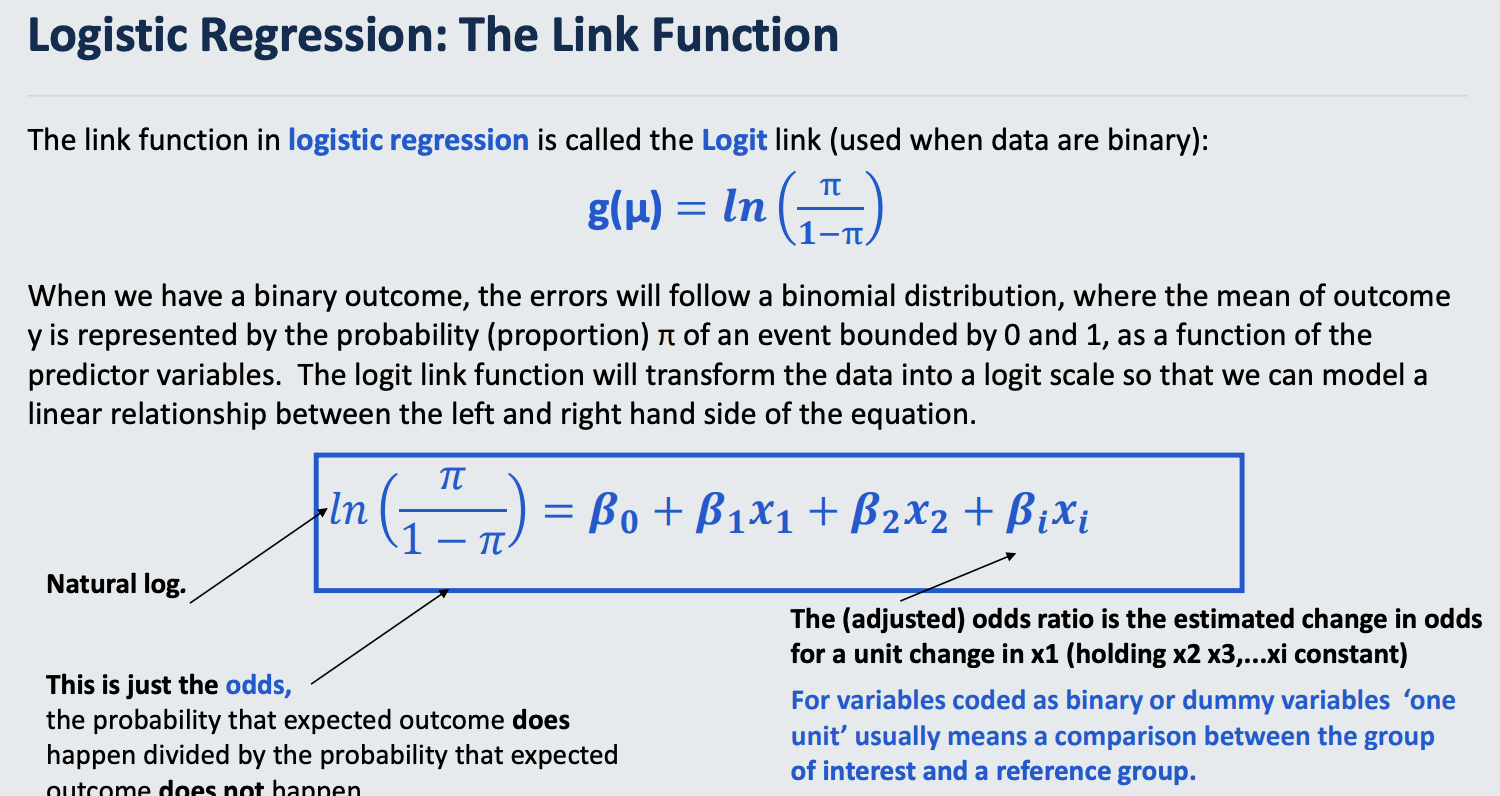 Logistic Regression: The Link Function
The link function in logistic regression is called the Logit link (used when data are binary):
g(μ) = ln(π/(1−π))
When we have a binary outcome, the errors will follow a binomial distribution, where the mean of outcome
y is represented by the probability (proportion) π of an event bounded by 0 and 1, as a function of the
predictor variables.  The logit link function will transform the data into a logit scale so that we can model a
linear relationship between the left and right hand side of the equation.
ln(π/(1 − π)) = β₀ + β₁x₁ + β₂x₂ + βᵢxᵢ
Natural log.
This is just the odds,
the probability that expected outcome does
happen divided by the probability that expected
outcome does not happen
The (adjusted) odds ratio is the estimated change in odds
for a unit change in x1 (holding x2 x3,...xi constant)
For variables coded as binary or dummy variables  ‘one
unit’ usually means a comparison between the group
of interest and a reference group.